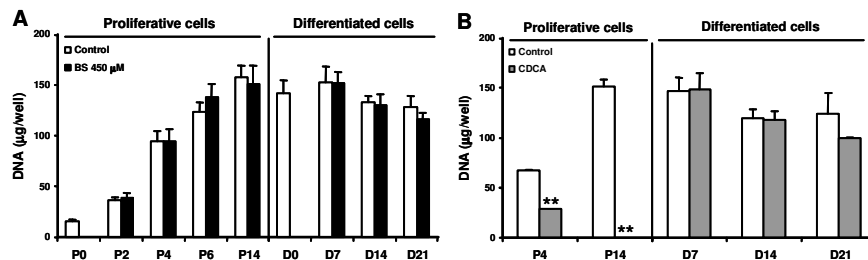 A
Proliferative cells
Differentiated cells
200
150
100
50
0
DNA (µg/well)
Control
BS 450 µM
P0 P2 P4 P6 P14 D0 D7 D14 D21
B
Proliferative cells
Differentiated cells
200
150
100
50
0
DNA (µg/well)
Control
CDCA
**
**
P4 P14 D7 D14 D21